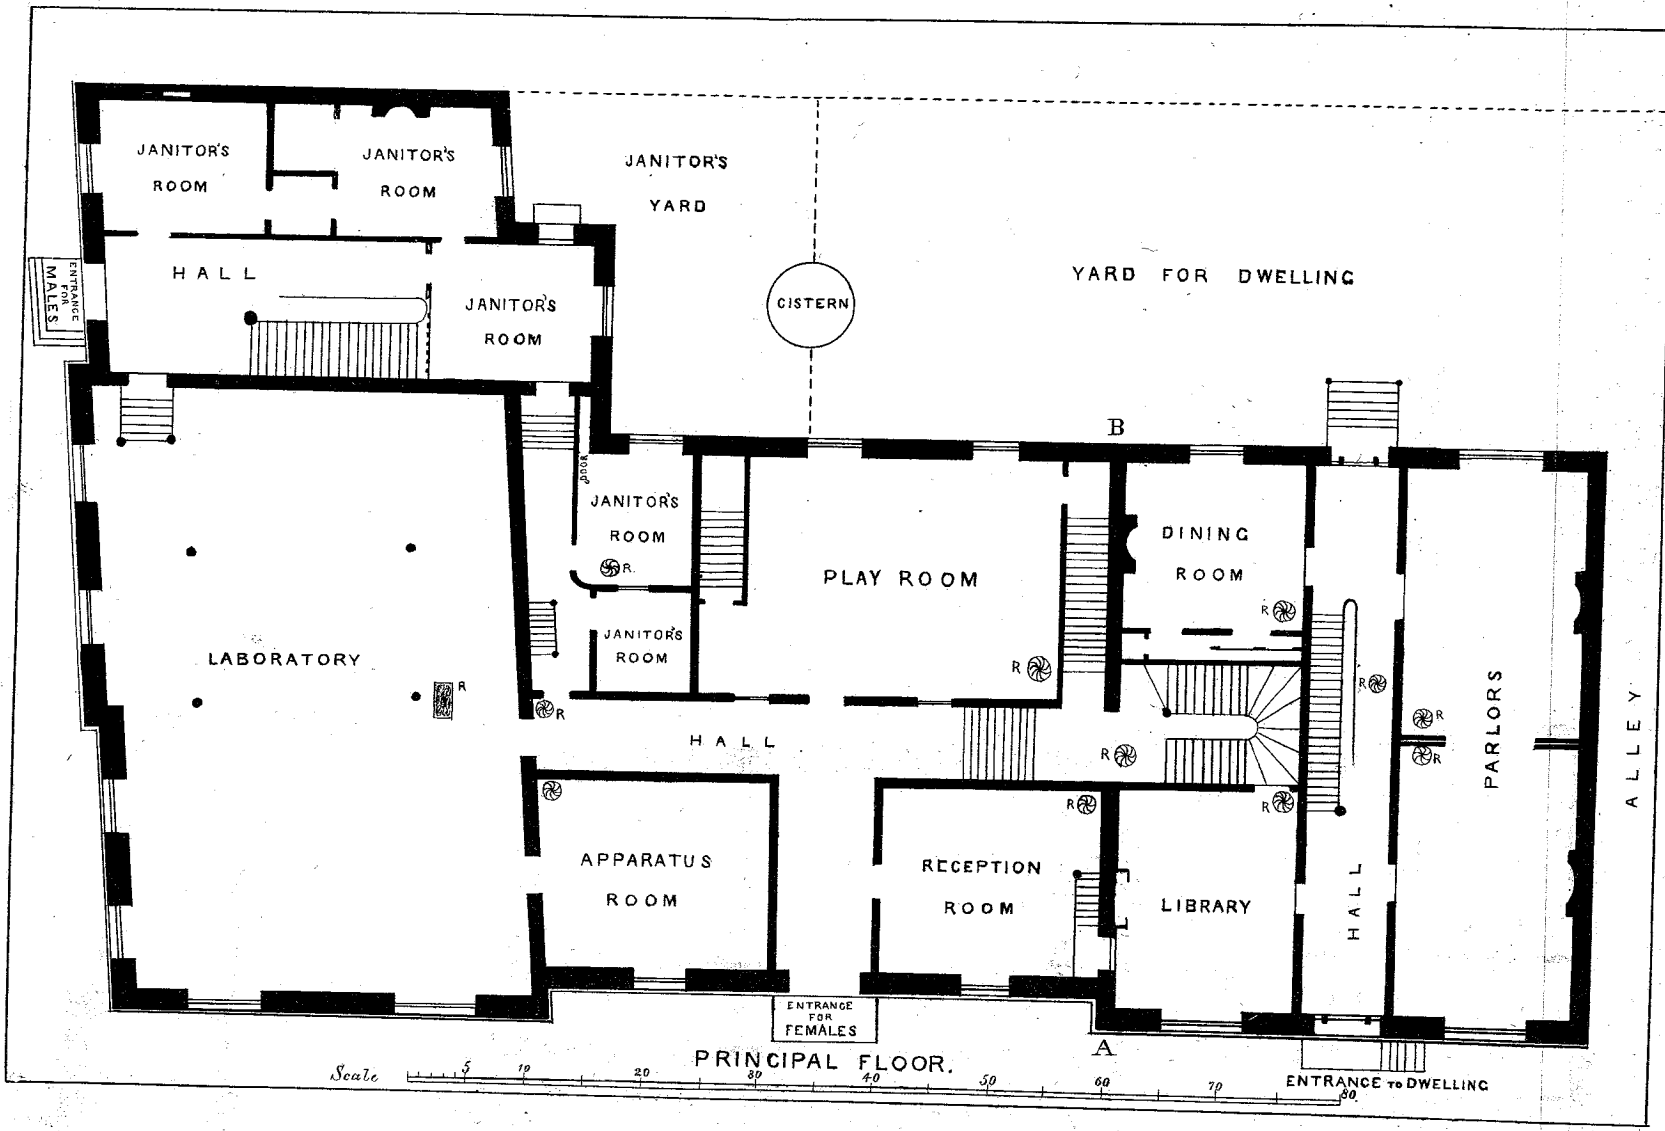 JANITOR'S
ROOM
JANITOR'S
ROOM
JANITOR'S
YARD
HALL
ENTRANCE
FOR
MALES
JANITOR'S
ROOM
CISTERN
YARD FOR DWELLING
B
DOOR
JANITOR'S
ROOM
R.
PLAY ROOM
DINING
ROOM
R
JANITOR'S
ROOM
R
LABORATORY
R
R
R
R
HALL
R
R
PARLORS
ALLEY
APPARATUS
ROOM
R
RECEPTION
ROOM
R
LIBRARY
HALL
ENTRANCE
FOR
FEMALES
A
PRINCIPAL FLOOR.
Scale
5 10 20 30 40 50 60 70 80
ENTRANCE TO DWELLING